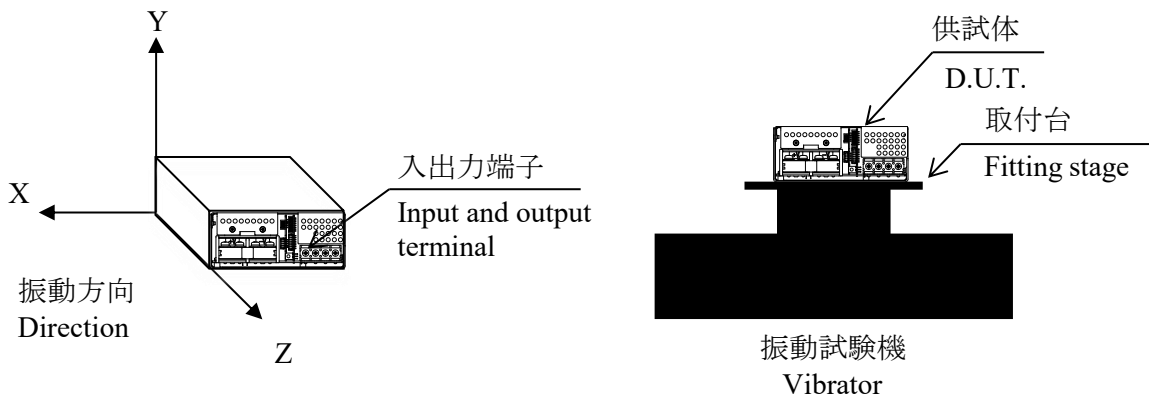 Y
X
Z
振動方向
Direction
入出力端子
Input and output
terminal
供試体
D.U.T.
取付台
Fitting stage
振動試験機
Vibrator